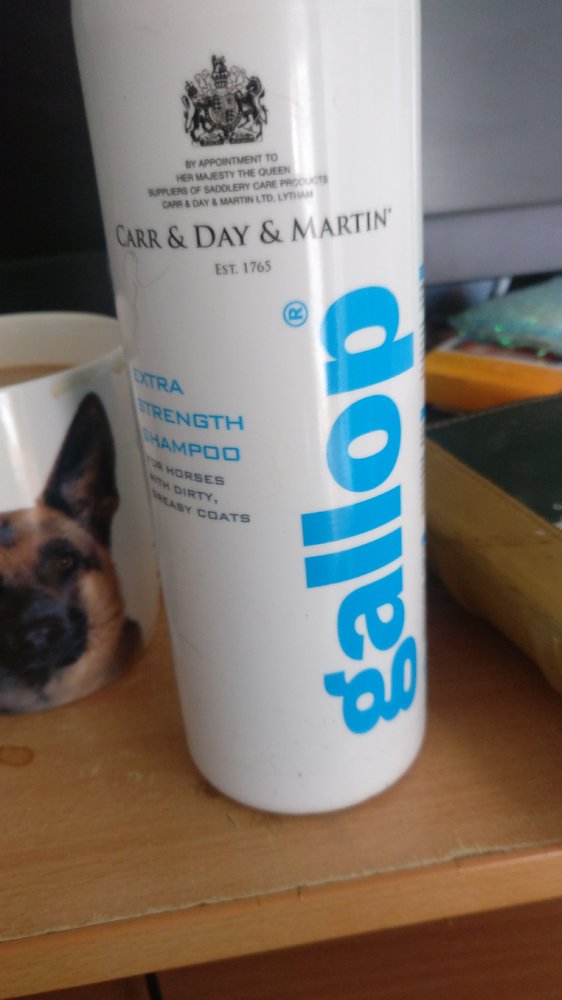 BY APPOINTMENT TO
HER MAJESTY THE QUEEN
SUPPLIERS OF SADDLERY CARE PRODUCTS
CARR & DAY & MARTIN LTD, LYTHAM
CARR & DAY & MARTIN
EST. 1765
gallop®
EXTRA
STRENGTH
SHAMPOO
FOR HORSES
WITH DIRTY,
GREASY COATS